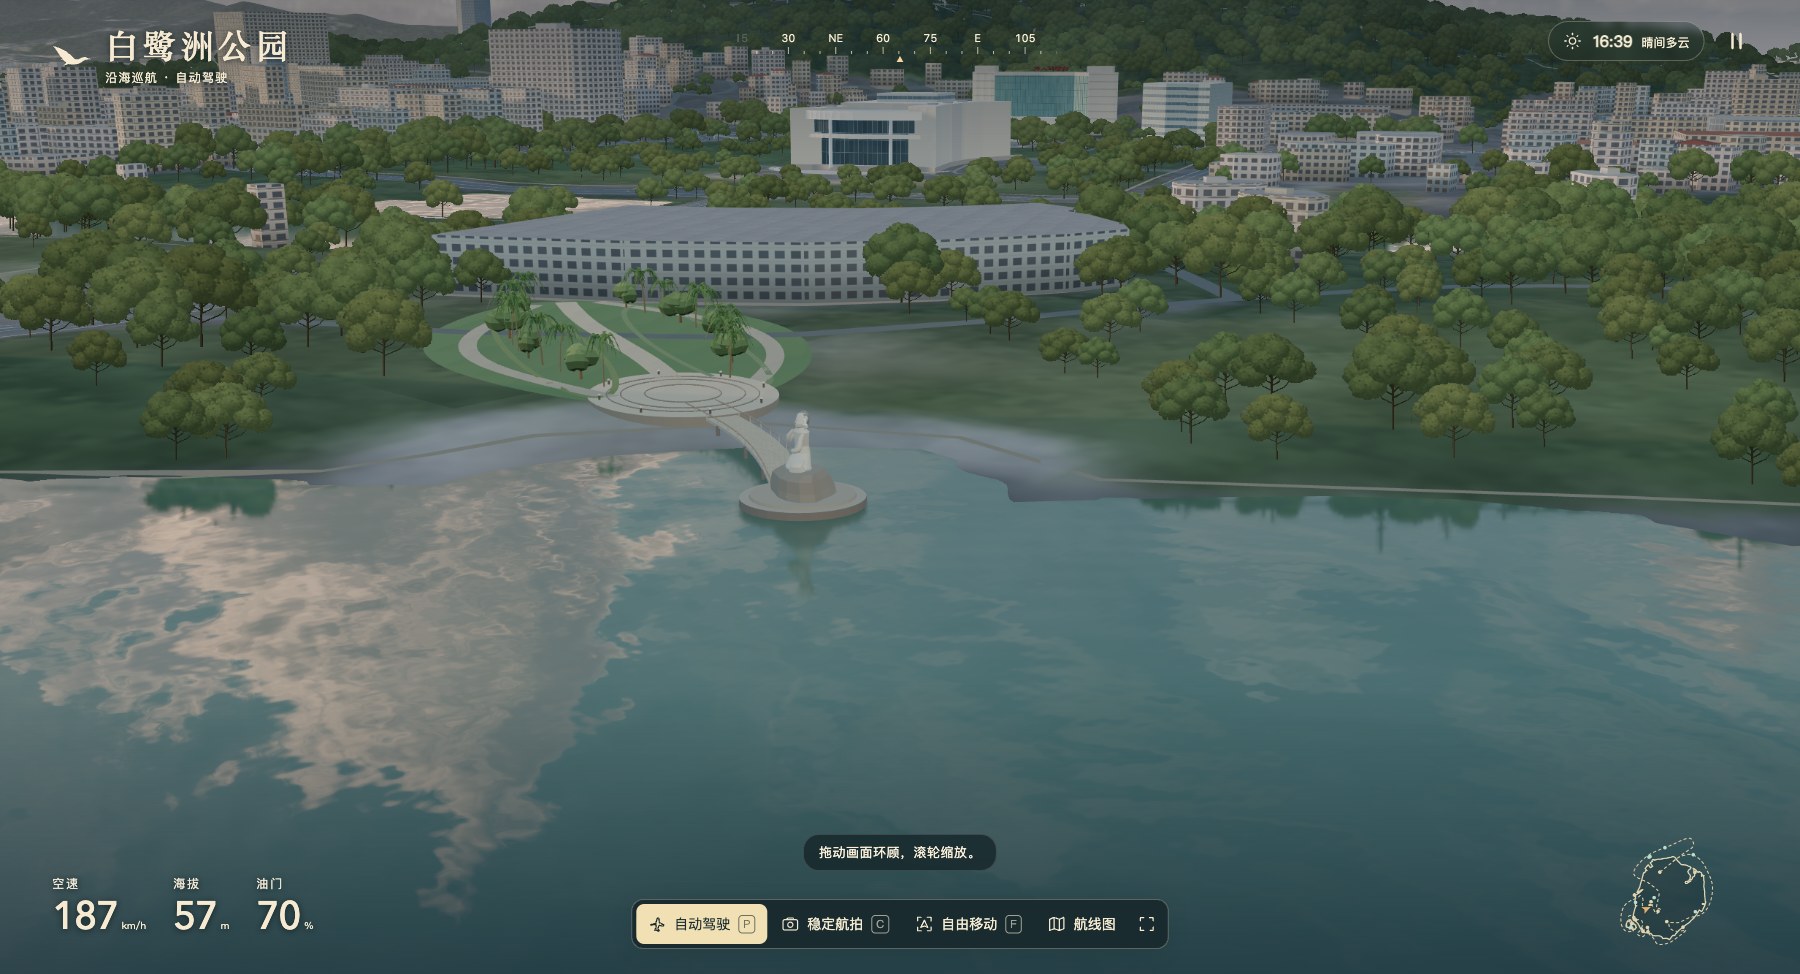 白鹭洲公园
沿海巡航 · 自动驾驶
15 30 NE 60 75 E 105
16:39 晴间多云
拖动画面环顾，滚轮缩放。
空速 海拔 油门
187 km/h 57 m 70 %
自动驾驶 P 稳定航拍 C 自由移动 F 航线图